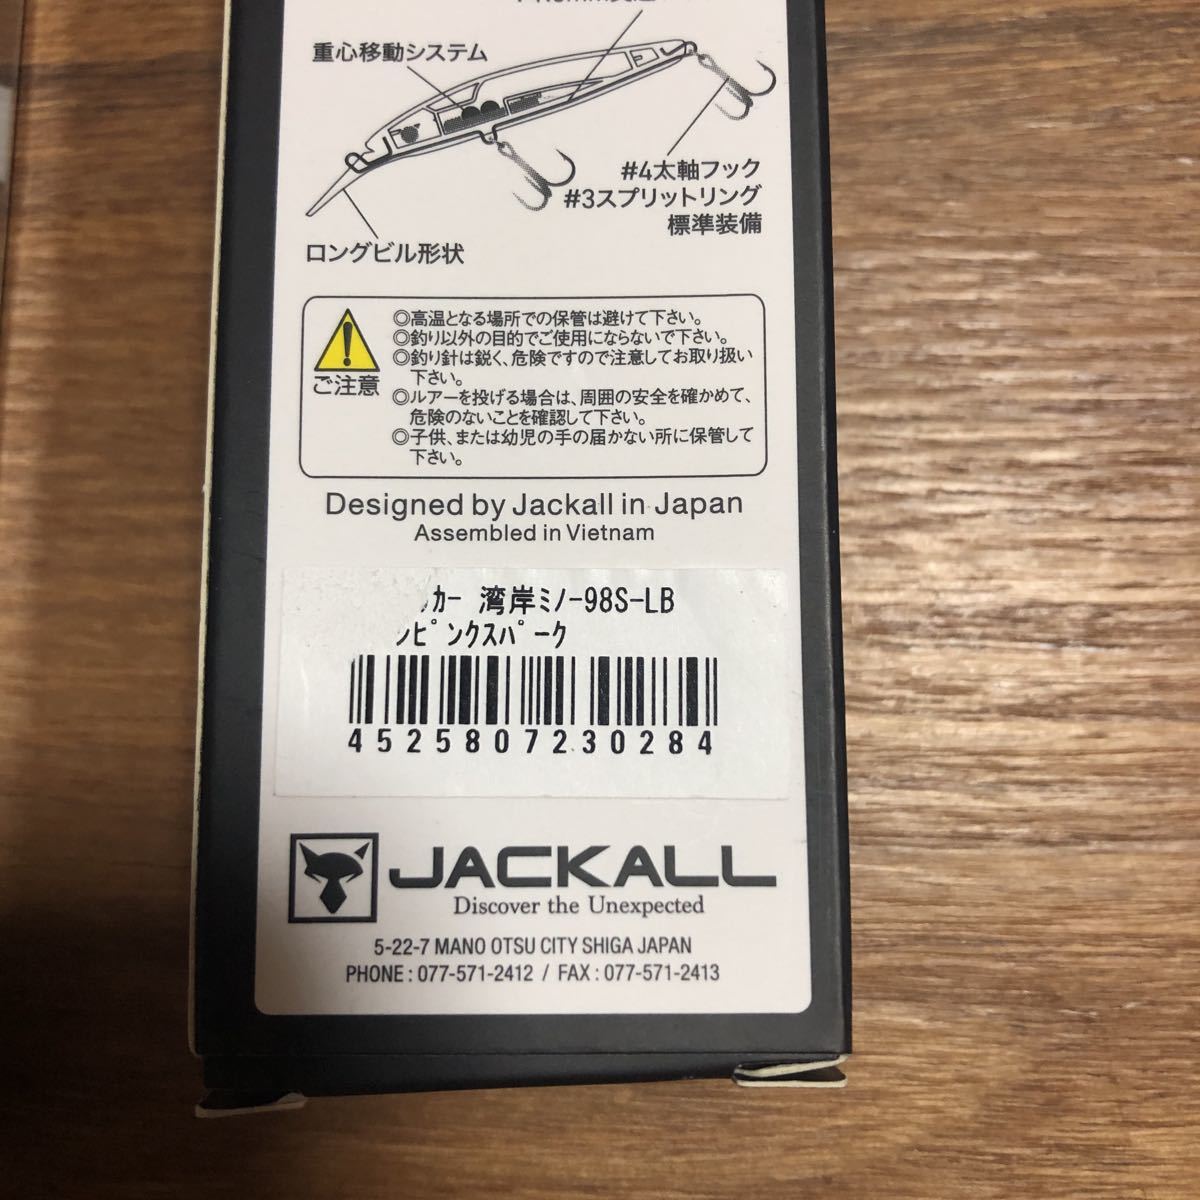 重心移動システム
#4太軸フック
#3スプリットリング
標準装備
ロングビル形状
ご注意
◎高温となる場所での保管は避けて下さい。
◎釣り以外の目的でご使用にならないで下さい。
◎釣り針は鋭く、危険ですので注意してお取り扱い
下さい。
◎ルアーを投げる場合は、周囲の安全を確かめて、
危険のないことを確認して下さい。
◎子供、または幼児の手の届かない所に保管して
下さい。
Designed by Jackall in Japan
Assembled in Vietnam
ｶｰ 湾岸ﾐﾉｰ98S-LB
ﾝﾋﾟﾝｸｽﾊﾟｰｸ
4525807230284
JACKALL
Discover the Unexpected
5-22-7 MANO OTSU CITY SHIGA JAPAN
PHONE : 077-571-2412 / FAX : 077-571-2413